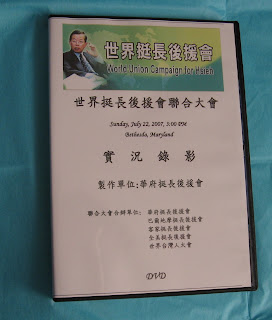 世界挺長後援會
World Union Campaign for Hsieh
世界挺長後援會聯合大會
Sunday, July 22, 2007, 3:00 PM
Bethesda, Maryland
實況錄影
製作單位:華府挺長後援會
聯合大會合辦單位: 華府挺長後援會
巴爾地摩挺長後援會
客家挺長後援會
全美挺長後援會
世界台灣人大會
DVD